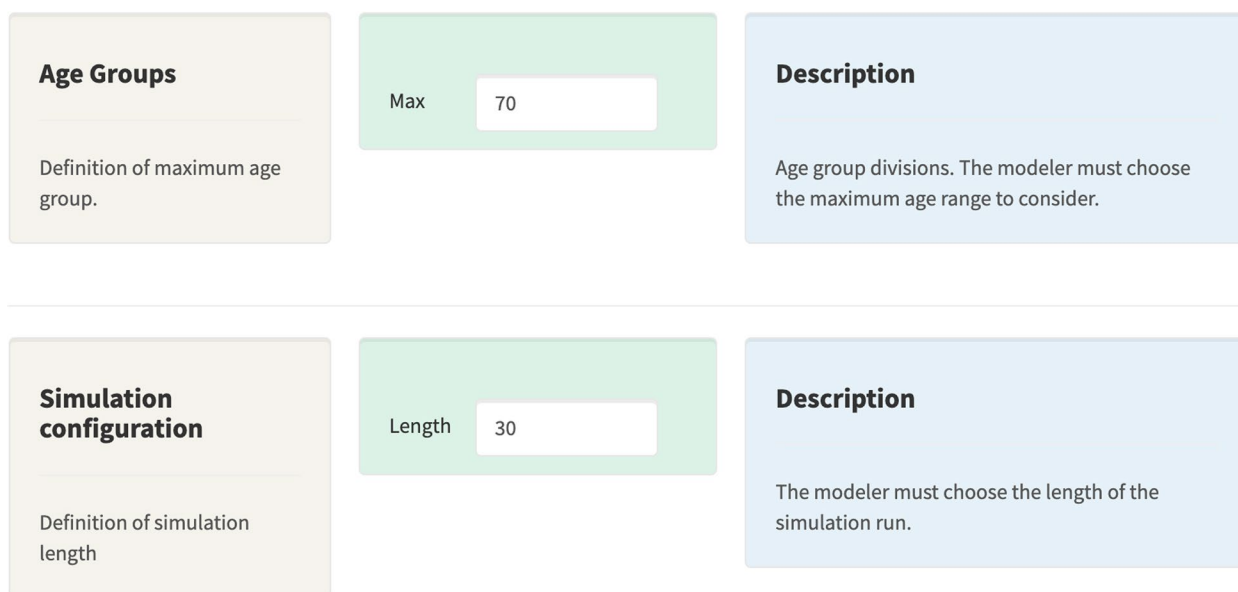 Age Groups
Definition of maximum age
group.
Max
70
Description
Age group divisions. The modeler must choose
the maximum age range to consider.
Simulation
configuration
Definition of simulation
length
Length
30
Description
The modeler must choose the length of the
simulation run.